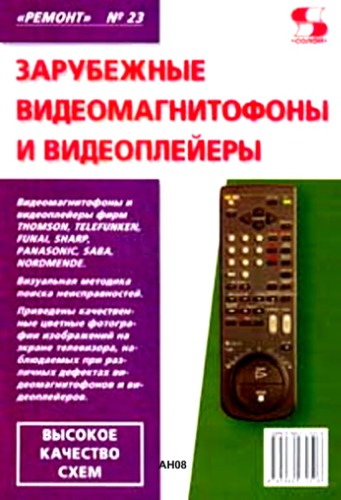 «РЕМОНТ» № 23
«СОЛОН»
ЗАРУБЕЖНЫЕ
ВИДЕОМАГНИТОФОНЫ
И ВИДЕОПЛЕЙЕРЫ
Видеомагнитофоны и
видеоплейеры фирм
THOMSON, TELEFUNKEN,
FUNAI, SHARP,
PANASONIC, SABA,
NORDMENDE.
Визуальная методика
поиска неисправностей.
Приведены качествен-
ные цветные фотогра-
фии изображений на
экране телевизора, на-
блюдаемых при раз-
личных дефектах ви-
деомагнитофонов и ви-
деоплейеров.
ВЫСОКОЕ
КАЧЕСТВО
СХЕМ
АН08